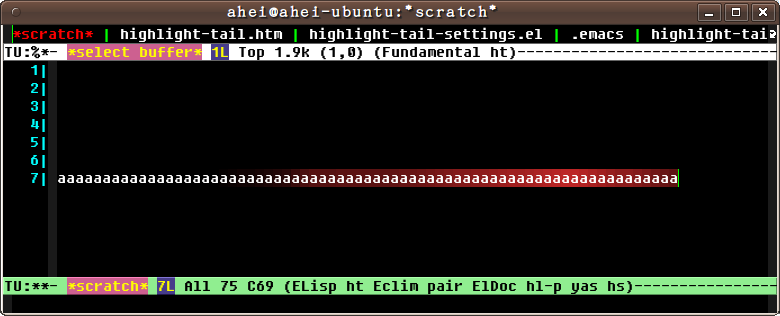 ahei@ahei-ubuntu:*scratch*
*scratch* | highlight-tail.htm | highlight-tail-settings.el | .emacs | highlight-tai
TU:%*- *select buffer* 1L Top 1.9k (1,0) (Fundamental ht)-----------------------------
1|
2|
3|
4|
5|
6|
7| aaaaaaaaaaaaaaaaaaaaaaaaaaaaaaaaaaaaaaaaaaaaaaaaaaaaaaaaaaaaaaaaaaaaa
TU:**- *scratch* 7L All 75 C69 (ELisp ht Eclim pair ElDoc hl-p yas hs)----------------